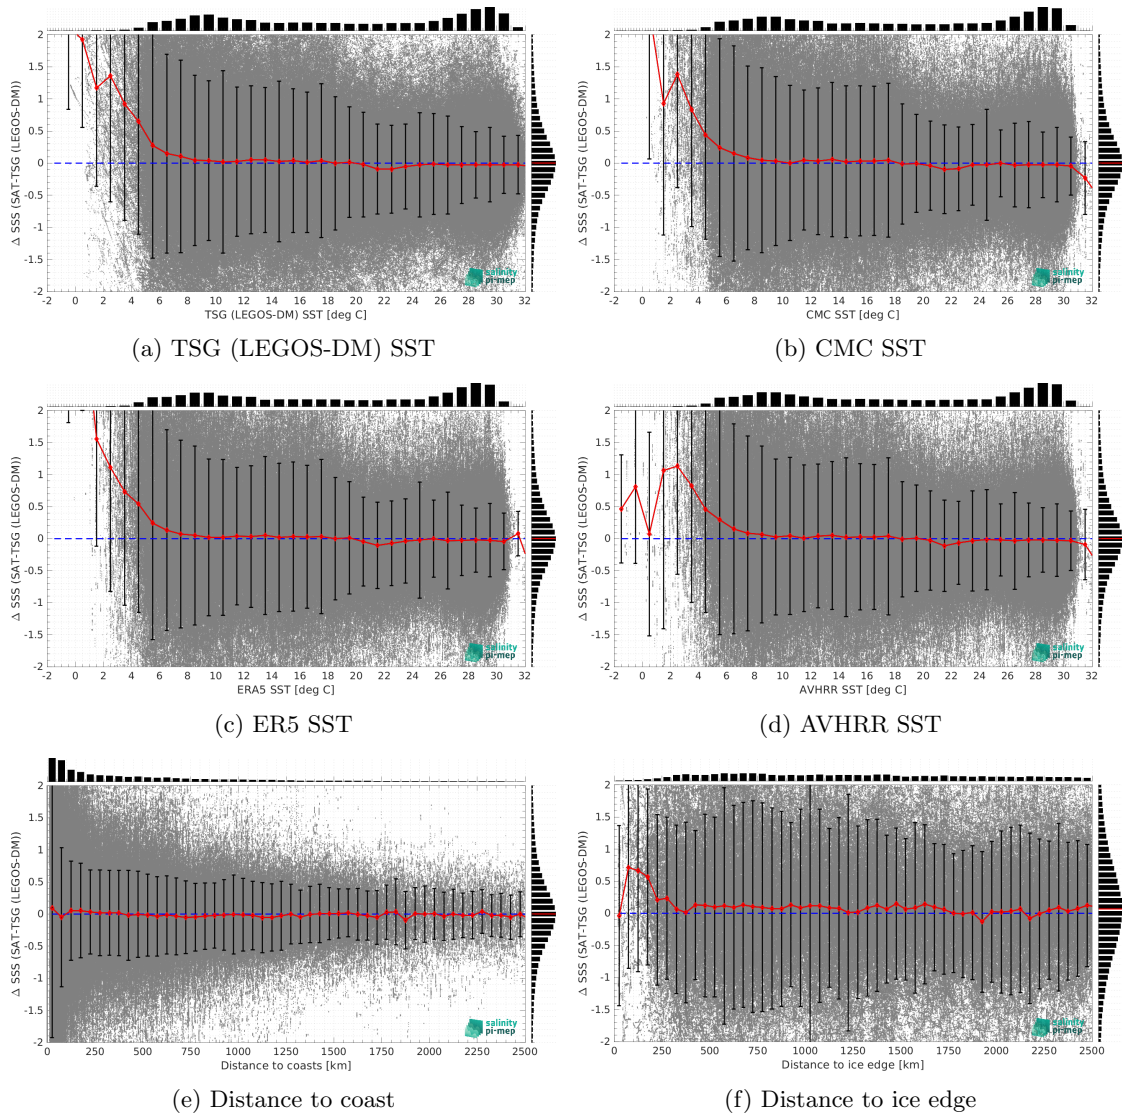 2
1.5
1
0.5
0
-0.5
-1
-1.5
-2
Δ SSS (SAT-TSG (LEGOS-DM))
-2 0 2 4 6 8 10 12 14 16 18 20 22 24 26 28 30 32
TSG (LEGOS-DM) SST [deg C]
salinity
pi-mep
(a) TSG (LEGOS-DM) SST
2
1.5
1
0.5
0
-0.5
-1
-1.5
-2
Δ SSS (SAT-TSG (LEGOS-DM))
-2 0 2 4 6 8 10 12 14 16 18 20 22 24 26 28 30 32
CMC SST [deg C]
salinity
pi-mep
(b) CMC SST
2
1.5
1
0.5
0
-0.5
-1
-1.5
-2
Δ SSS (SAT-TSG (LEGOS-DM))
-2 0 2 4 6 8 10 12 14 16 18 20 22 24 26 28 30 32
ERA5 SST [deg C]
salinity
pi-mep
(c) ER5 SST
2
1.5
1
0.5
0
-0.5
-1
-1.5
-2
Δ SSS (SAT-TSG (LEGOS-DM))
-2 0 2 4 6 8 10 12 14 16 18 20 22 24 26 28 30 32
AVHRR SST [deg C]
salinity
pi-mep
(d) AVHRR SST
2
1.5
1
0.5
0
-0.5
-1
-1.5
-2
Δ SSS (SAT-TSG (LEGOS-DM))
0 250 500 750 1000 1250 1500 1750 2000 2250 2500
Distance to coasts [km]
salinity
pi-mep
(e) Distance to coast
2
1.5
1
0.5
0
-0.5
-1
-1.5
-2
Δ SSS (SAT-TSG (LEGOS-DM))
0 250 500 750 1000 1250 1500 1750 2000 2250 2500
Distance to ice edge [km]
salinity
pi-mep
(f) Distance to ice edge